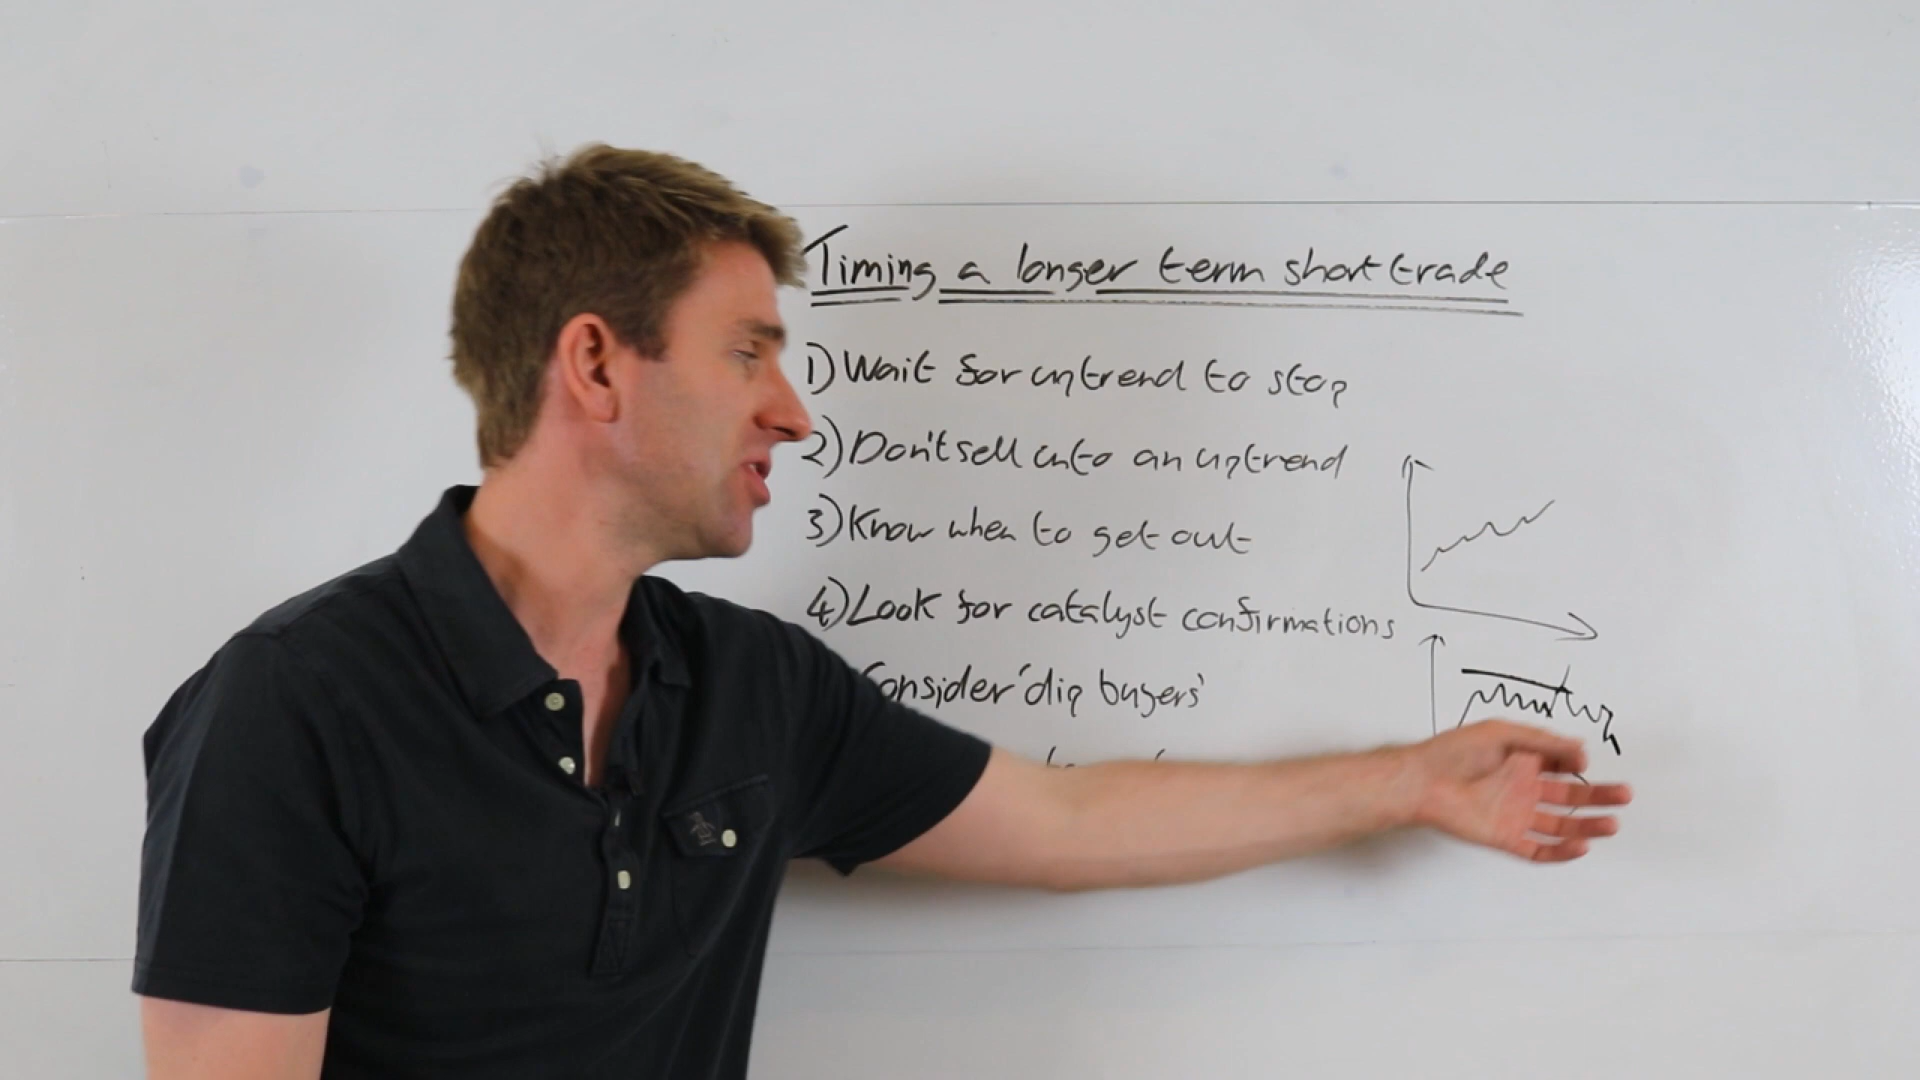 Timing a longer term short trade
1) Wait for uptrend to stop
2) Don't sell into an uptrend
3) Know when to get out
4) Look for catalyst confirmations
Consider 'dip buyers'